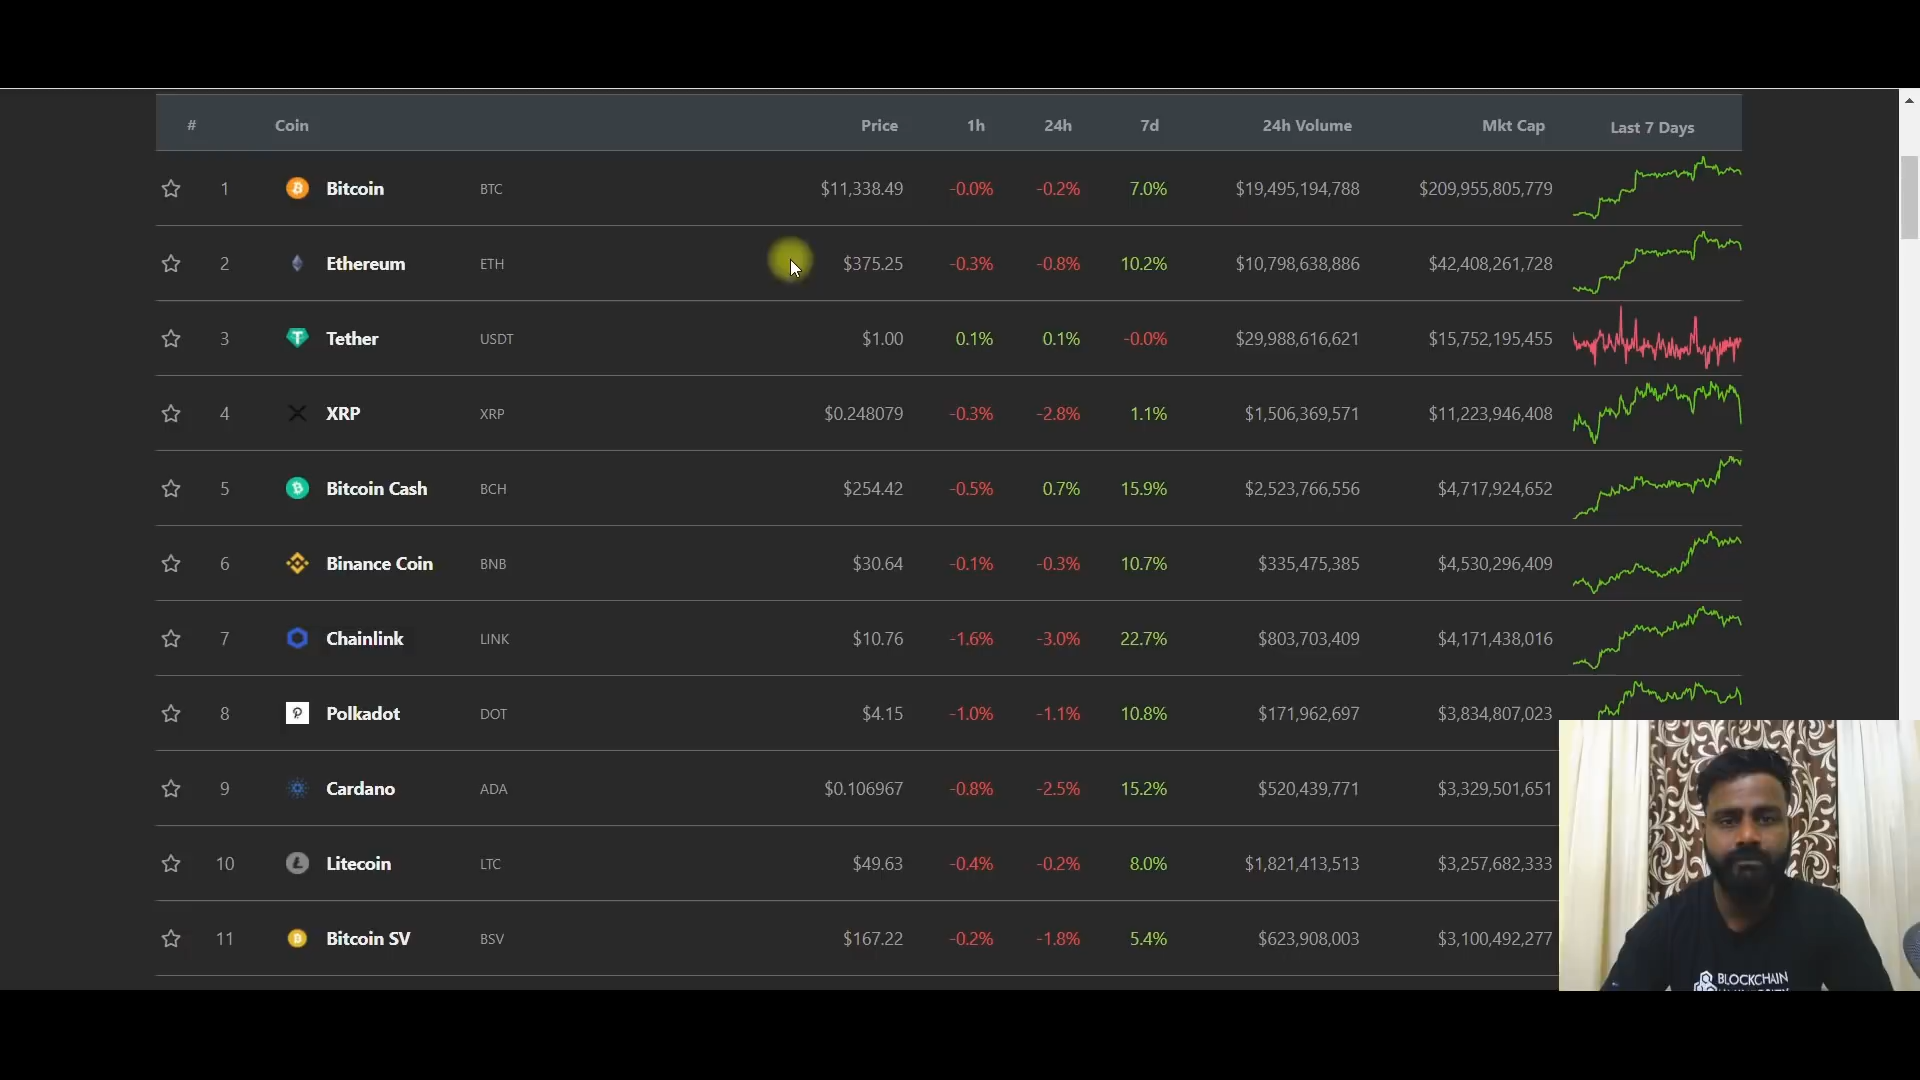 # Coin Price 1h 24h 7d 24h Volume Mkt Cap Last 7 Days
1 Bitcoin BTC $11,338.49 -0.0% -0.2% 7.0% $19,495,194,788 $209,955,805,779
2 Ethereum ETH $375.25 -0.3% -0.8% 10.2% $10,798,638,886 $42,408,261,728
3 Tether USDT $1.00 0.1% 0.1% -0.0% $29,988,616,621 $15,752,195,455
4 XRP XRP $0.248079 -0.3% -2.8% 1.1% $1,506,369,571 $11,223,946,408
5 Bitcoin Cash BCH $254.42 -0.5% 0.7% 15.9% $2,523,766,556 $4,717,924,652
6 Binance Coin BNB $30.64 -0.1% -0.3% 10.7% $335,475,385 $4,530,296,409
7 Chainlink LINK $10.76 -1.6% -3.0% 22.7% $803,703,409 $4,171,438,016
8 Polkadot DOT $4.15 -1.0% -1.1% 10.8% $171,962,697 $3,834,807,023
9 Cardano ADA $0.106967 -0.8% -2.5% 15.2% $520,439,771 $3,329,501,651
10 Litecoin LTC $49.63 -0.4% -0.2% 8.0% $1,821,413,513 $3,257,682,333
11 Bitcoin SV BSV $167.22 -0.2% -1.8% 5.4% $623,908,003 $3,100,492,277
BLOCKCHAIN